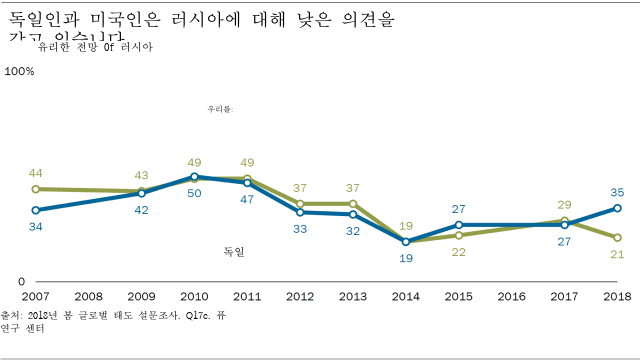 독일인과 미국인은 러시아에 대해 낮은 의견을
갖고 있습니다
유리한 전망 Of 러시아
100%
우리를:
44 43 49 49 37 37 19 27 29 35
34 42 50 47 33 32 19 22 27 21
독일
0
2007 2008 2009 2010 2011 2012 2013 2014 2015 2016 2017 2018
출처: 2018년 봄 글로벌 태도 설문조사. Q17c. 퓨
연구 센터